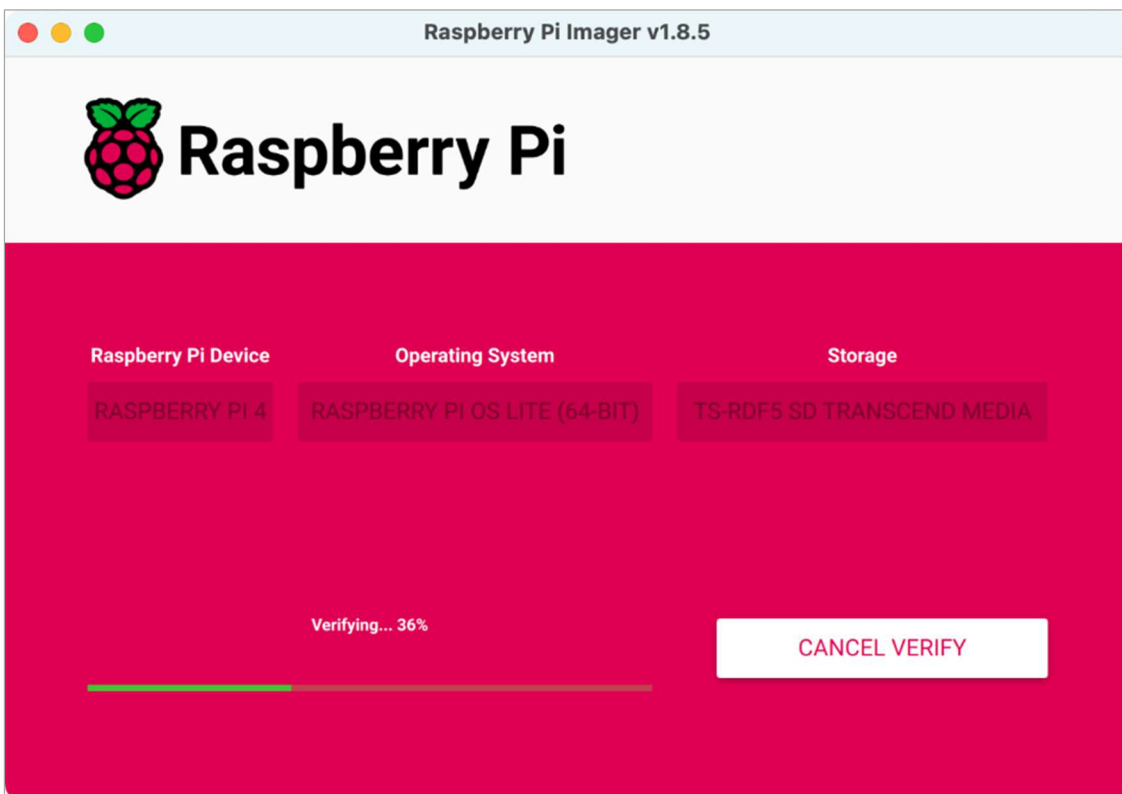 Raspberry Pi Imager v1.8.5
Raspberry Pi
Raspberry Pi Device Operating System Storage
RASPBERRY PI 4 RASPBERRY PI OS LITE (64-BIT) TS-RDF5 SD TRANSCEND MEDIA
Verifying... 36%
CANCEL VERIFY